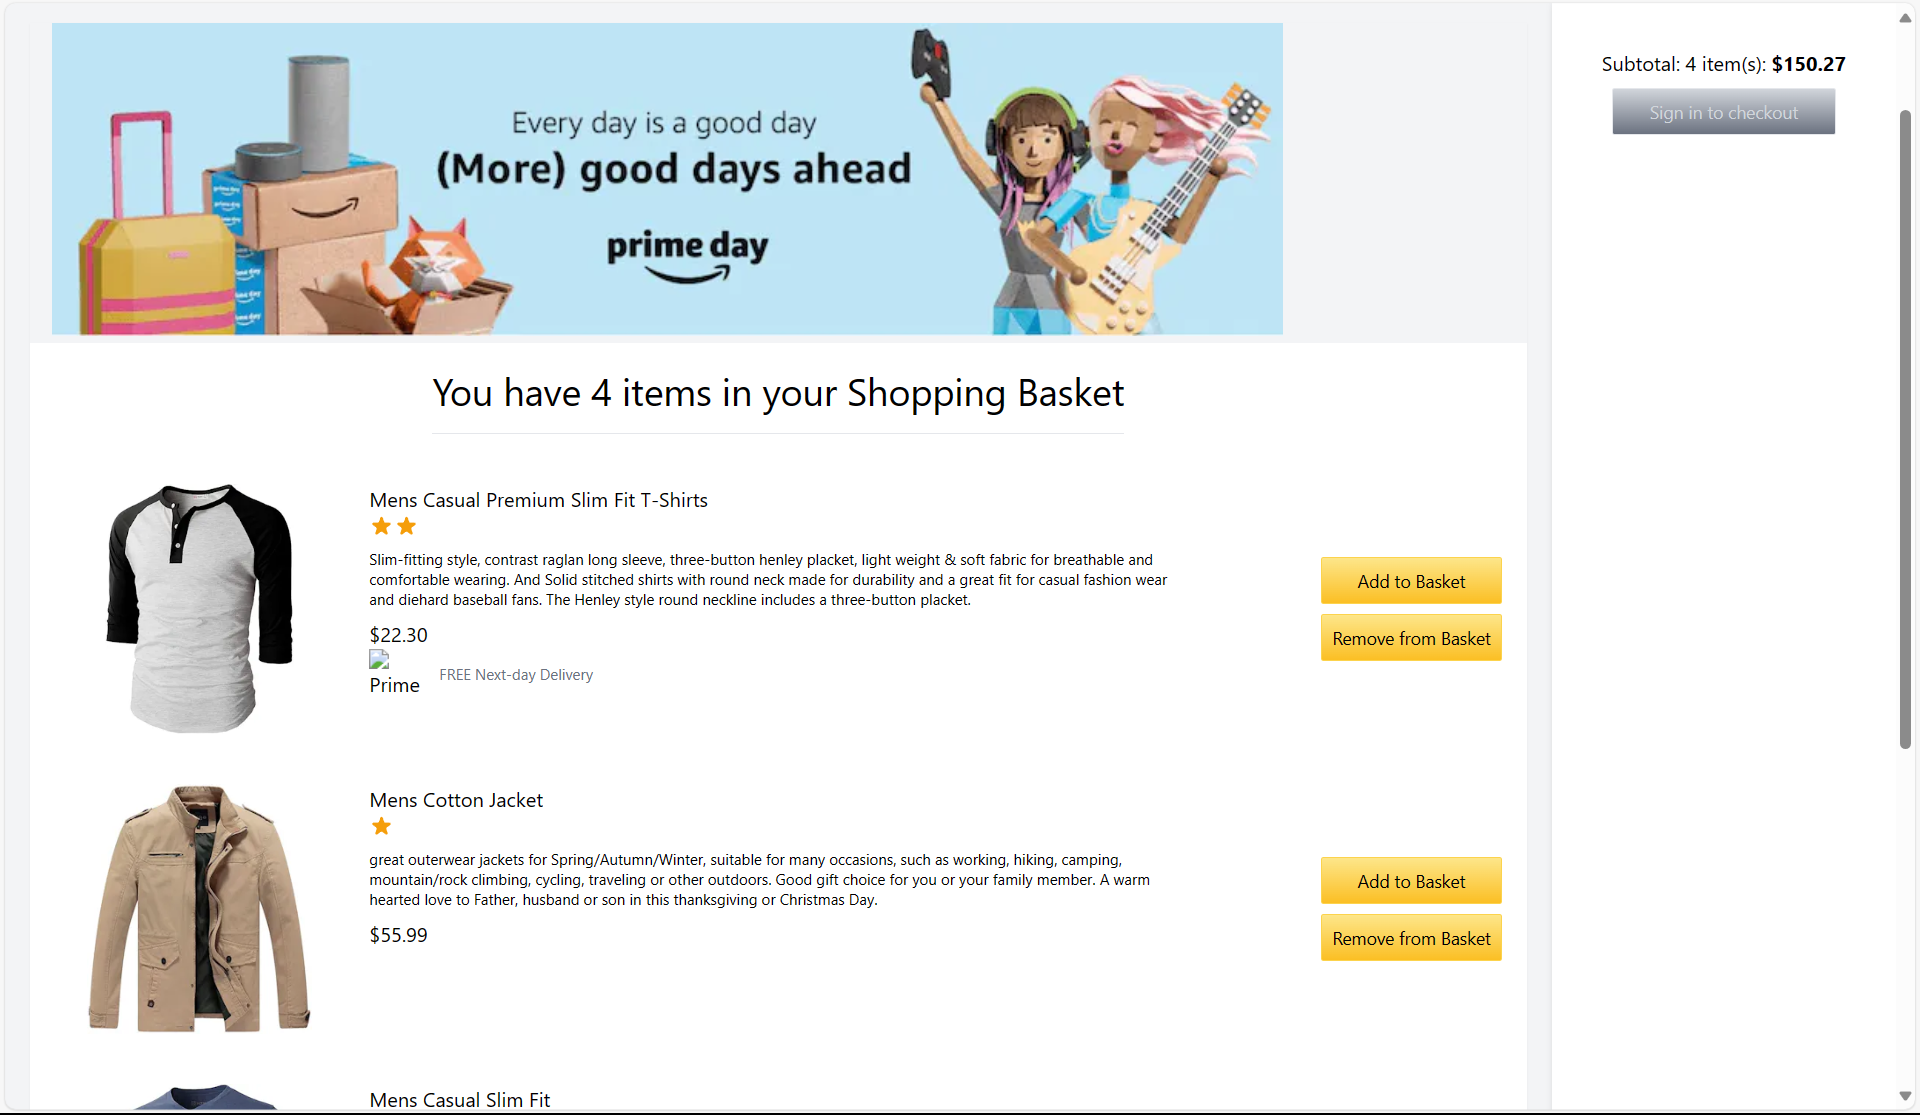 Every day is a good day
(More) good days ahead
prime day
Subtotal: 4 item(s): $150.27
Sign in to checkout
You have 4 items in your Shopping Basket
Mens Casual Premium Slim Fit T-Shirts
Slim-fitting style, contrast raglan long sleeve, three-button henley placket, light weight & soft fabric for breathable and
comfortable wearing. And Solid stitched shirts with round neck made for durability and a great fit for casual fashion wear
and diehard baseball fans. The Henley style round neckline includes a three-button placket.
$22.30
Prime
FREE Next-day Delivery
Add to Basket
Remove from Basket
Mens Cotton Jacket
great outerwear jackets for Spring/Autumn/Winter, suitable for many occasions, such as working, hiking, camping,
mountain/rock climbing, cycling, traveling or other outdoors. Good gift choice for you or your family member. A warm
hearted love to Father, husband or son in this thanksgiving or Christmas Day.
$55.99
Add to Basket
Remove from Basket
Mens Casual Slim Fit